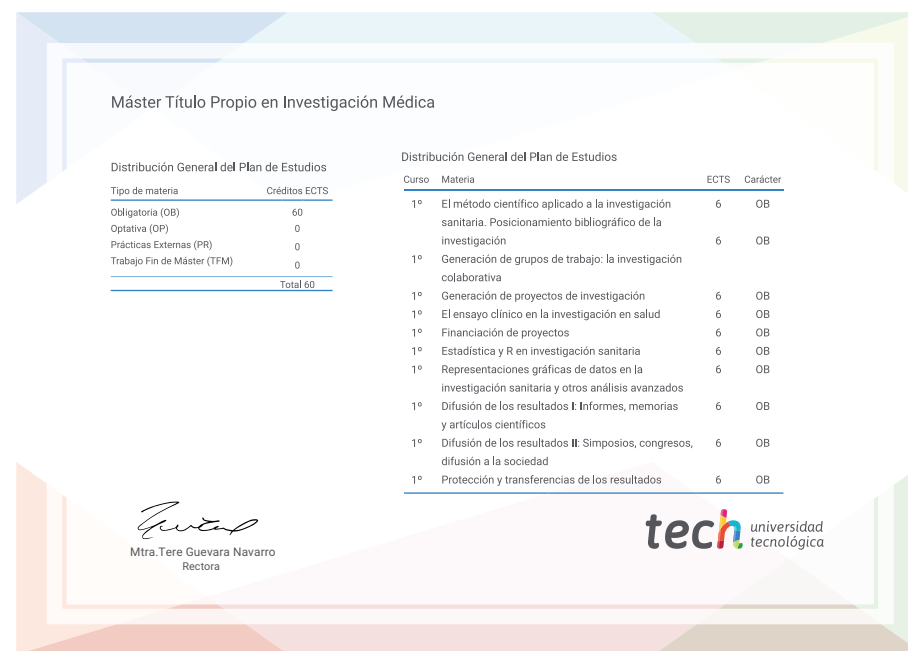 Máster Título Propio en Investigación Médica
Distribución General del Plan de Estudios
Tipo de materia Créditos ECTS
Obligatoria (OB) 60
Optativa (OP) 0
Prácticas Externas (PR) 0
Trabajo Fin de Máster (TFM) 0
Total 60
Distribución General del Plan de Estudios
Curso Materia ECTS Carácter
1º El método científico aplicado a la investigación 6 OB
sanitaria. Posicionamiento bibliográfico de la
investigación 6 OB
1º Generación de grupos de trabajo: la investigación
colaborativa
1º Generación de proyectos de investigación 6 OB
1º El ensayo clínico en la investigación en salud 6 OB
1º Financiación de proyectos 6 OB
1º Estadística y R en investigación sanitaria 6 OB
1º Representaciones gráficas de datos en la 6 OB
investigación sanitaria y otros análisis avanzados
1º Difusión de los resultados I: Informes, memorias 6 OB
y artículos científicos
1º Difusión de los resultados II: Simposios, congresos, 6 OB
difusión a la sociedad
1º Protección y transferencias de los resultados 6 OB
Mtra.Tere Guevara Navarro
Rectora
tech universidad
tecnológica